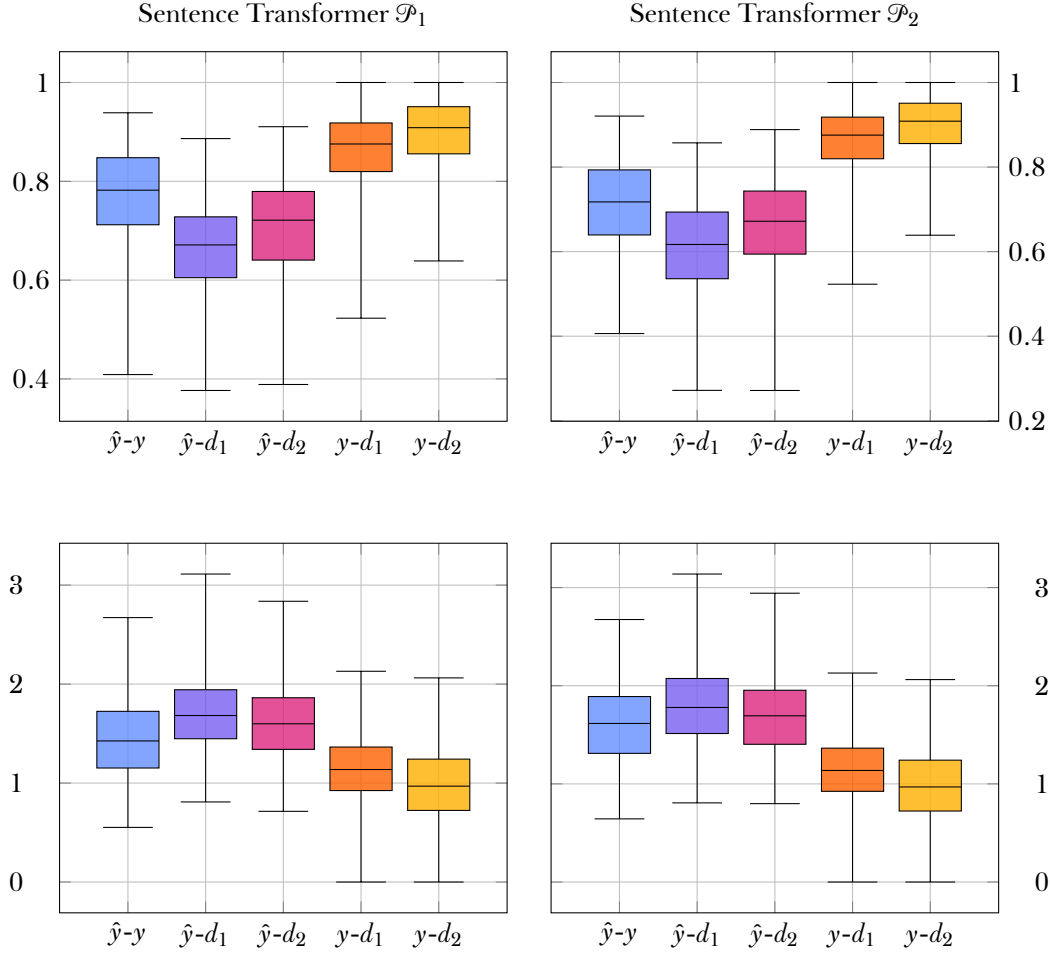 Sentence Transformer 𝒫₁
Sentence Transformer 𝒫₂
1
0.8
0.6
0.4
ŷ-y ŷ-d₁ ŷ-d₂ y-d₁ y-d₂
1
0.8
0.6
0.4
0.2
ŷ-y ŷ-d₁ ŷ-d₂ y-d₁ y-d₂
3
2
1
0
ŷ-y ŷ-d₁ ŷ-d₂ y-d₁ y-d₂
3
2
1
0
ŷ-y ŷ-d₁ ŷ-d₂ y-d₁ y-d₂